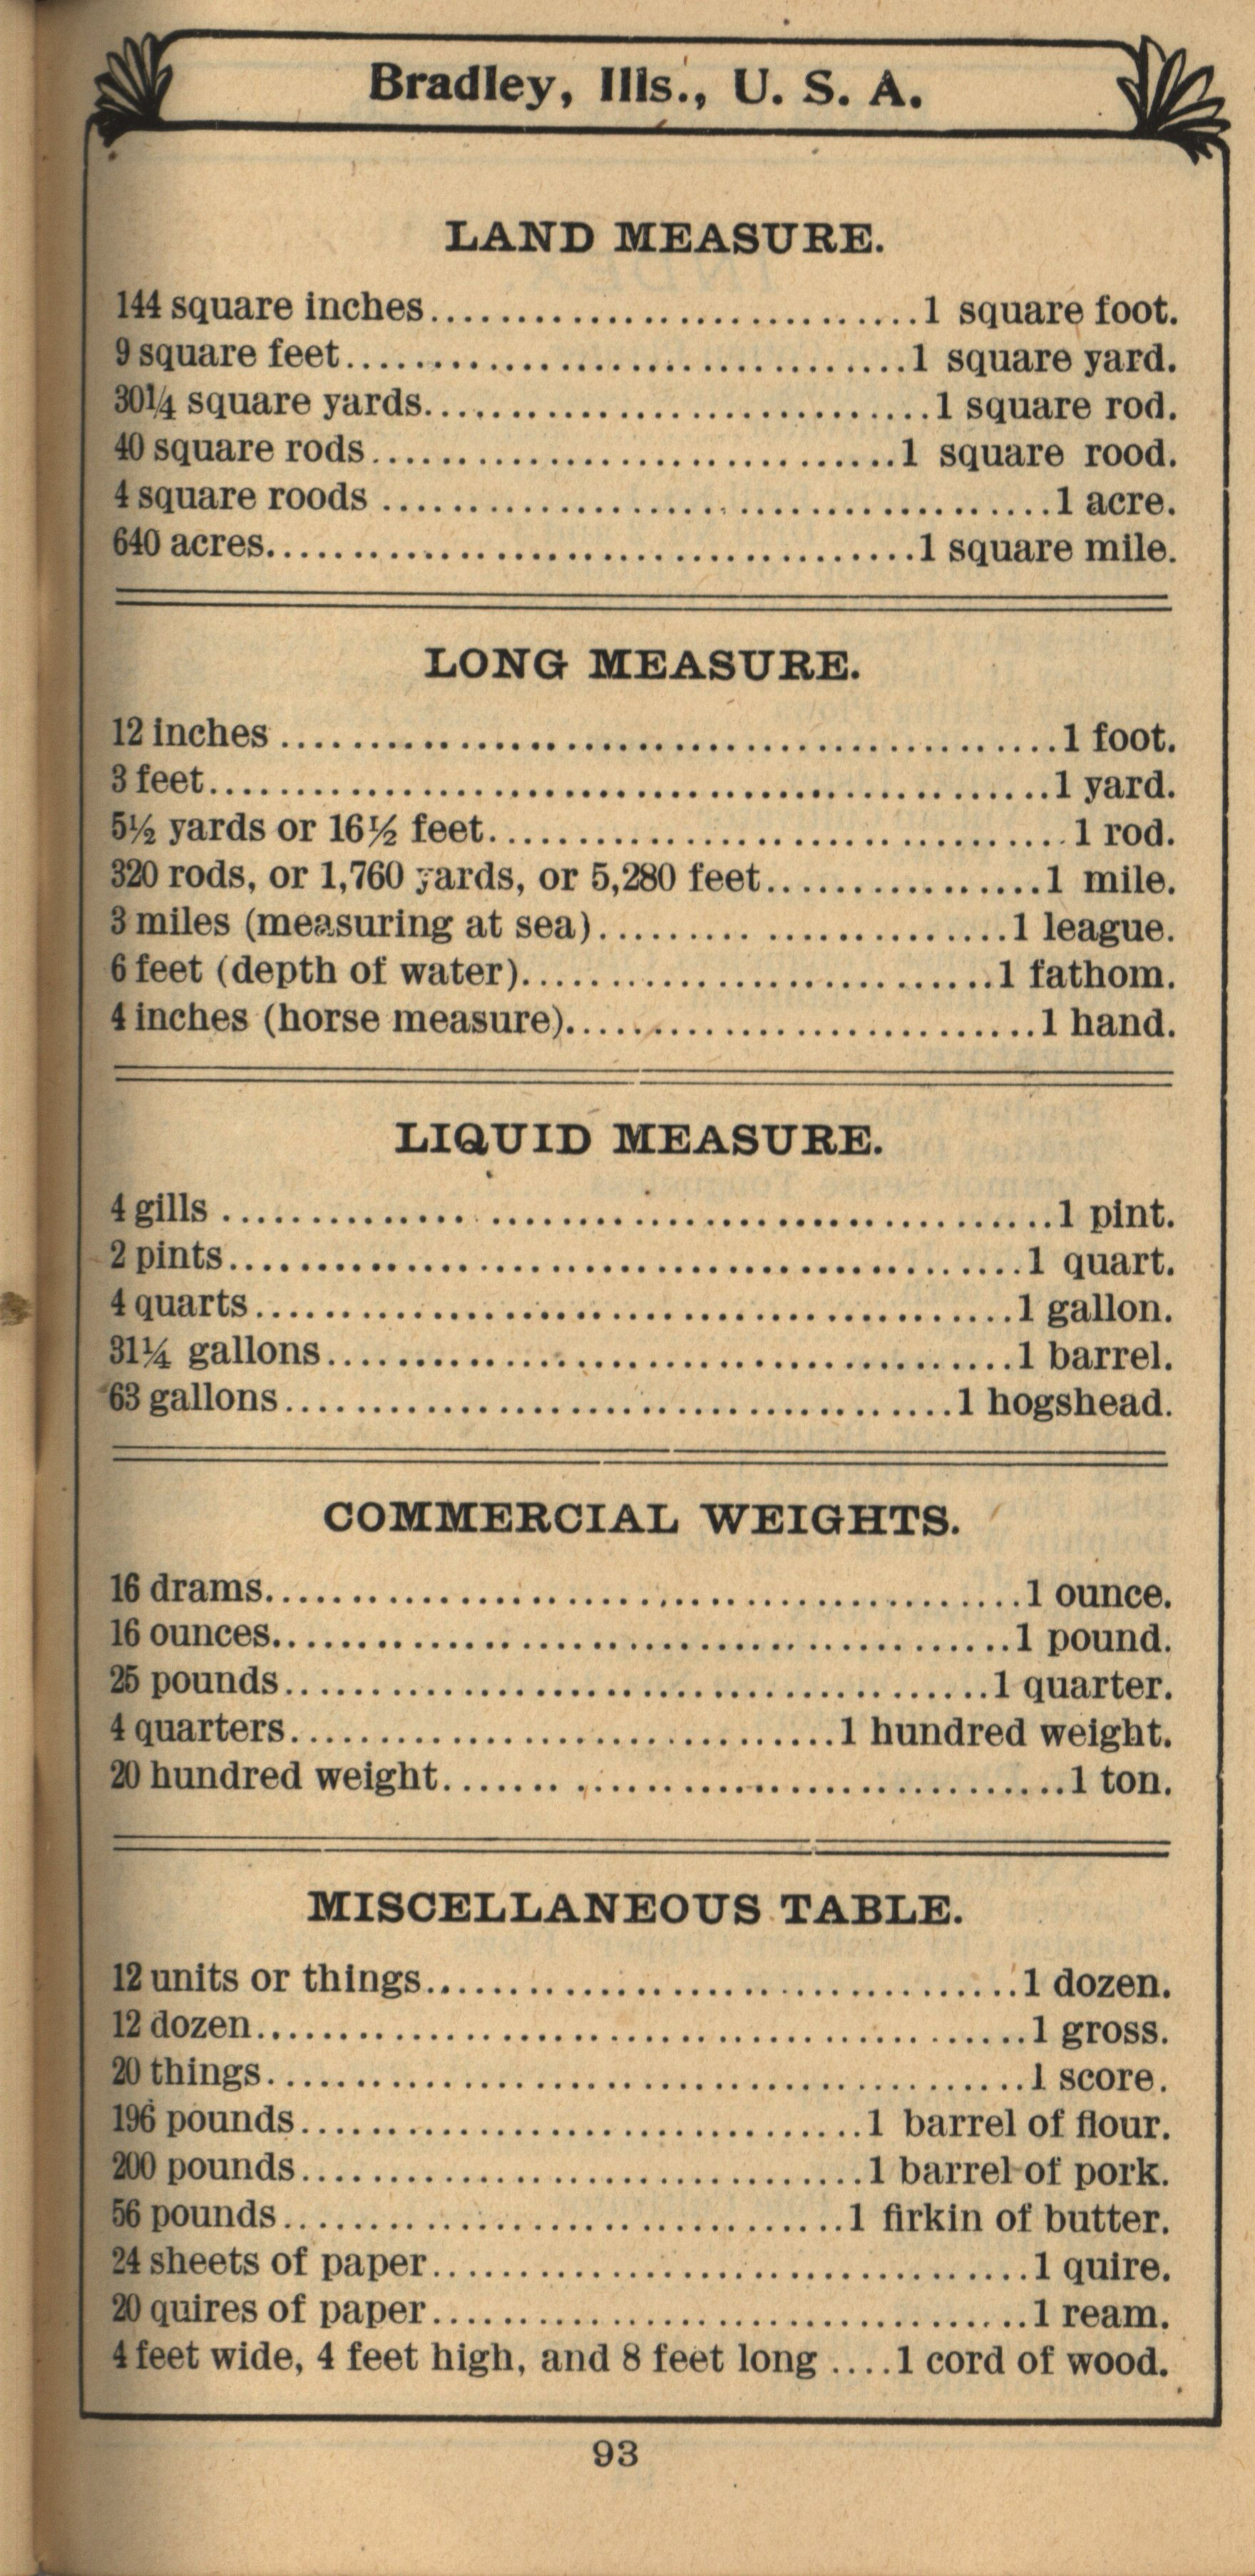 Bradley, Ills., U. S. A.
LAND MEASURE.
144 square inches..............................1 square foot.
9 square feet..................................1 square yard.
30¼ square yards..............................1 square rod.
40 square rods................................1 square rood.
4 square roods ......................................1 acre.
640 acres.....................................1 square mile.
LONG MEASURE.
12 inches ............................................1 foot.
3 feet................................................1 yard.
5½ yards or 16½ feet.................................1 rod.
320 rods, or 1,760 yards, or 5,280 feet................1 mile.
3 miles (measuring at sea)........................1 league.
6 feet (depth of water)...........................1 fathom.
4 inches (horse measure)...........................1 hand.
LIQUID MEASURE.
4 gills ..............................................1 pint.
2 pints.............................................1 quart.
4 quarts...........................................1 gallon.
31¼ gallons.......................................1 barrel.
63 gallons......................................1 hogshead.
COMMERCIAL WEIGHTS.
16 drams...........................................1 ounce.
16 ounces..........................................1 pound.
25 pounds........................................1 quarter.
4 quarters...............................1 hundred weight.
20 hundred weight...................................1 ton.
MISCELLANEOUS TABLE.
12 units or things..................................1 dozen.
12 dozen............................................1 gross.
20 things...........................................1 score.
196 pounds................................1 barrel of flour.
200 pounds................................1 barrel of pork.
56 pounds................................1 firkin of butter.
24 sheets of paper..................................1 quire.
20 quires of paper..................................1 ream.
4 feet wide, 4 feet high, and 8 feet long ....1 cord of wood.
93